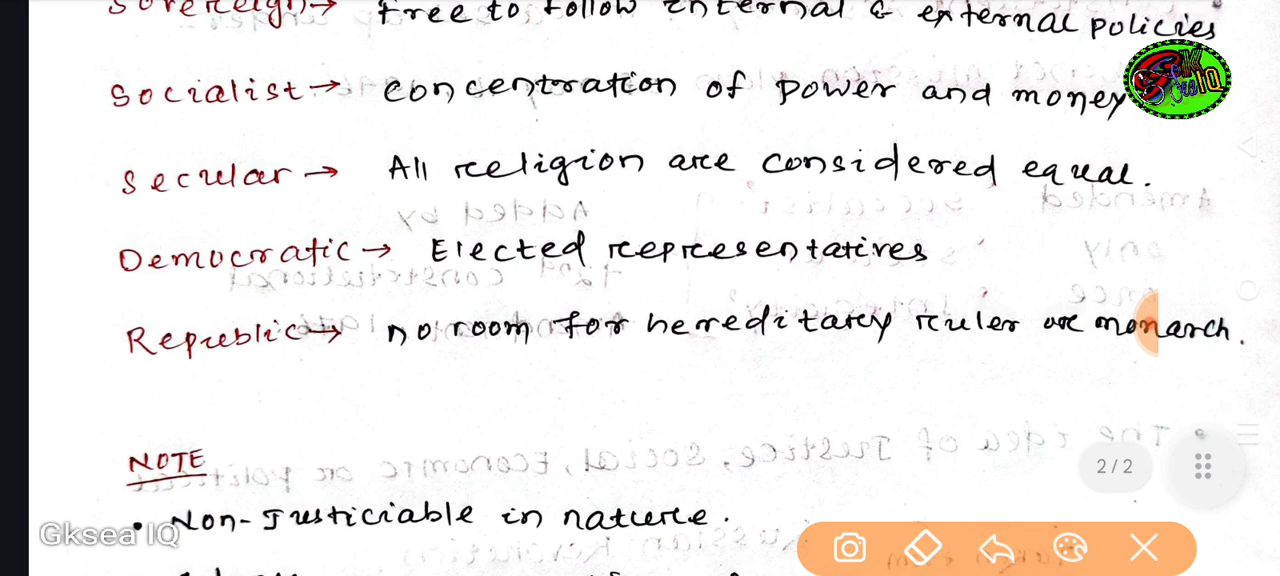 Sovereign → free to follow internal & external policies
Socialist → concentration of power and money
Secular → All religion are considered equal.
Democratic → Elected representatives
Republic → no room for hereditary ruler or monarch.
NOTE
2/2
• Non-Justiciable in nature.
Gksea IQ